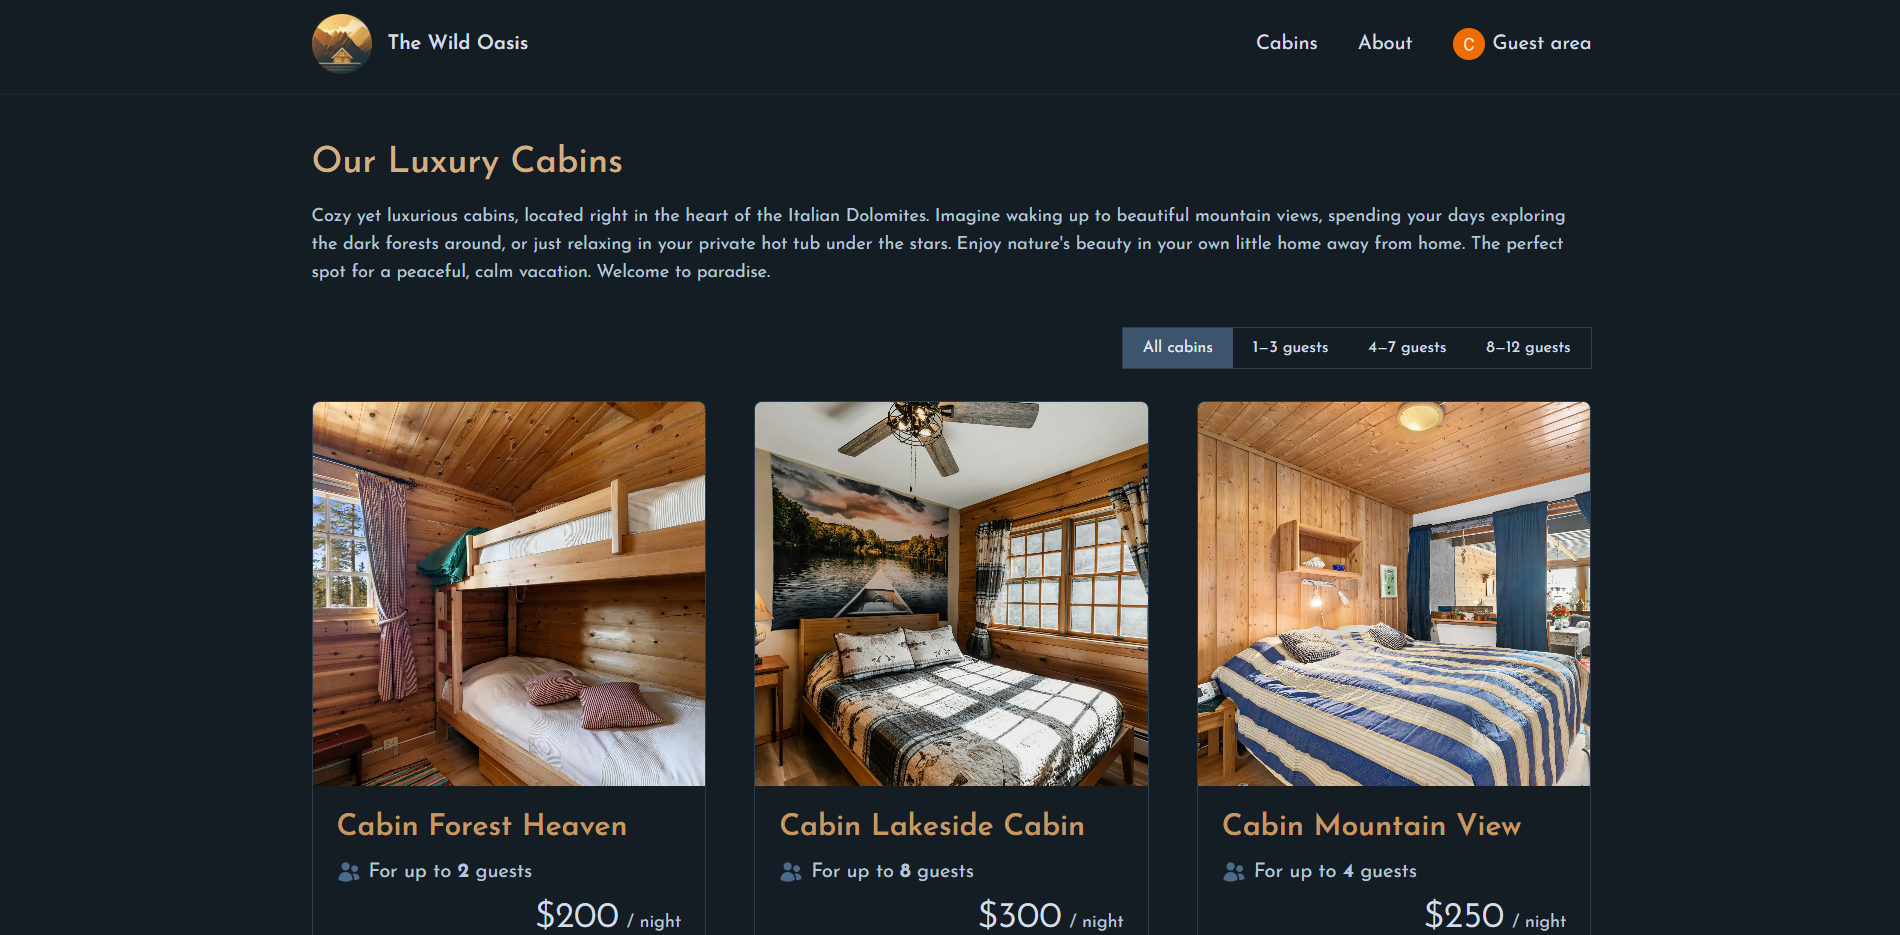 The Wild Oasis
Cabins
About
C
Guest area
Our Luxury Cabins
Cozy yet luxurious cabins, located right in the heart of the Italian Dolomites. Imagine waking up to beautiful mountain views, spending your days exploring
the dark forests around, or just relaxing in your private hot tub under the stars. Enjoy nature's beauty in your own little home away from home. The perfect
spot for a peaceful, calm vacation. Welcome to paradise.
All cabins
1–3 guests
4–7 guests
8–12 guests
Cabin Forest Heaven
For up to 2 guests
$200 / night
Cabin Lakeside Cabin
For up to 8 guests
$300 / night
Cabin Mountain View
For up to 4 guests
$250 / night